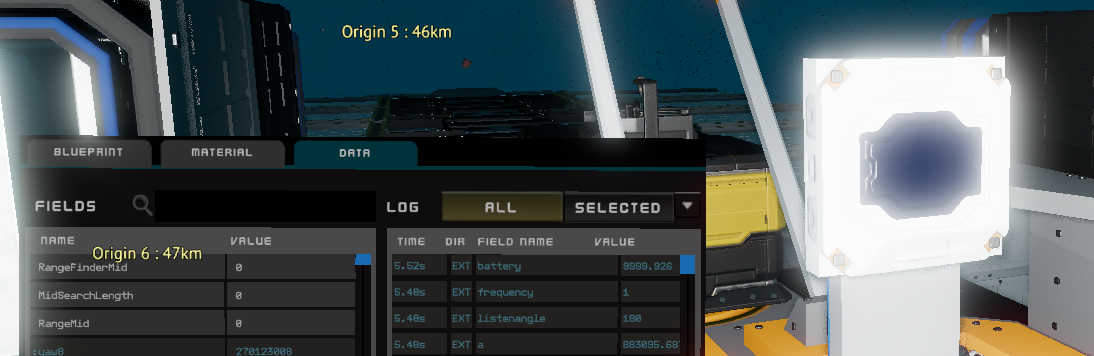 Origin 5 : 46km
BLUEPRINT MATERIAL DATA
FIELDS LOG ALL SELECTED
NAME VALUE TIME DIR FIELD NAME VALUE
Origin 6 : 47km
RangeFinderMid 0 5.52s EXT battery 9999.926
MidSearchLength 0 5.48s EXT frequency 1
RangeMid 0 5.48s EXT listenangle 180
:yaw8 270123008 5.48s EXT a 883095.687